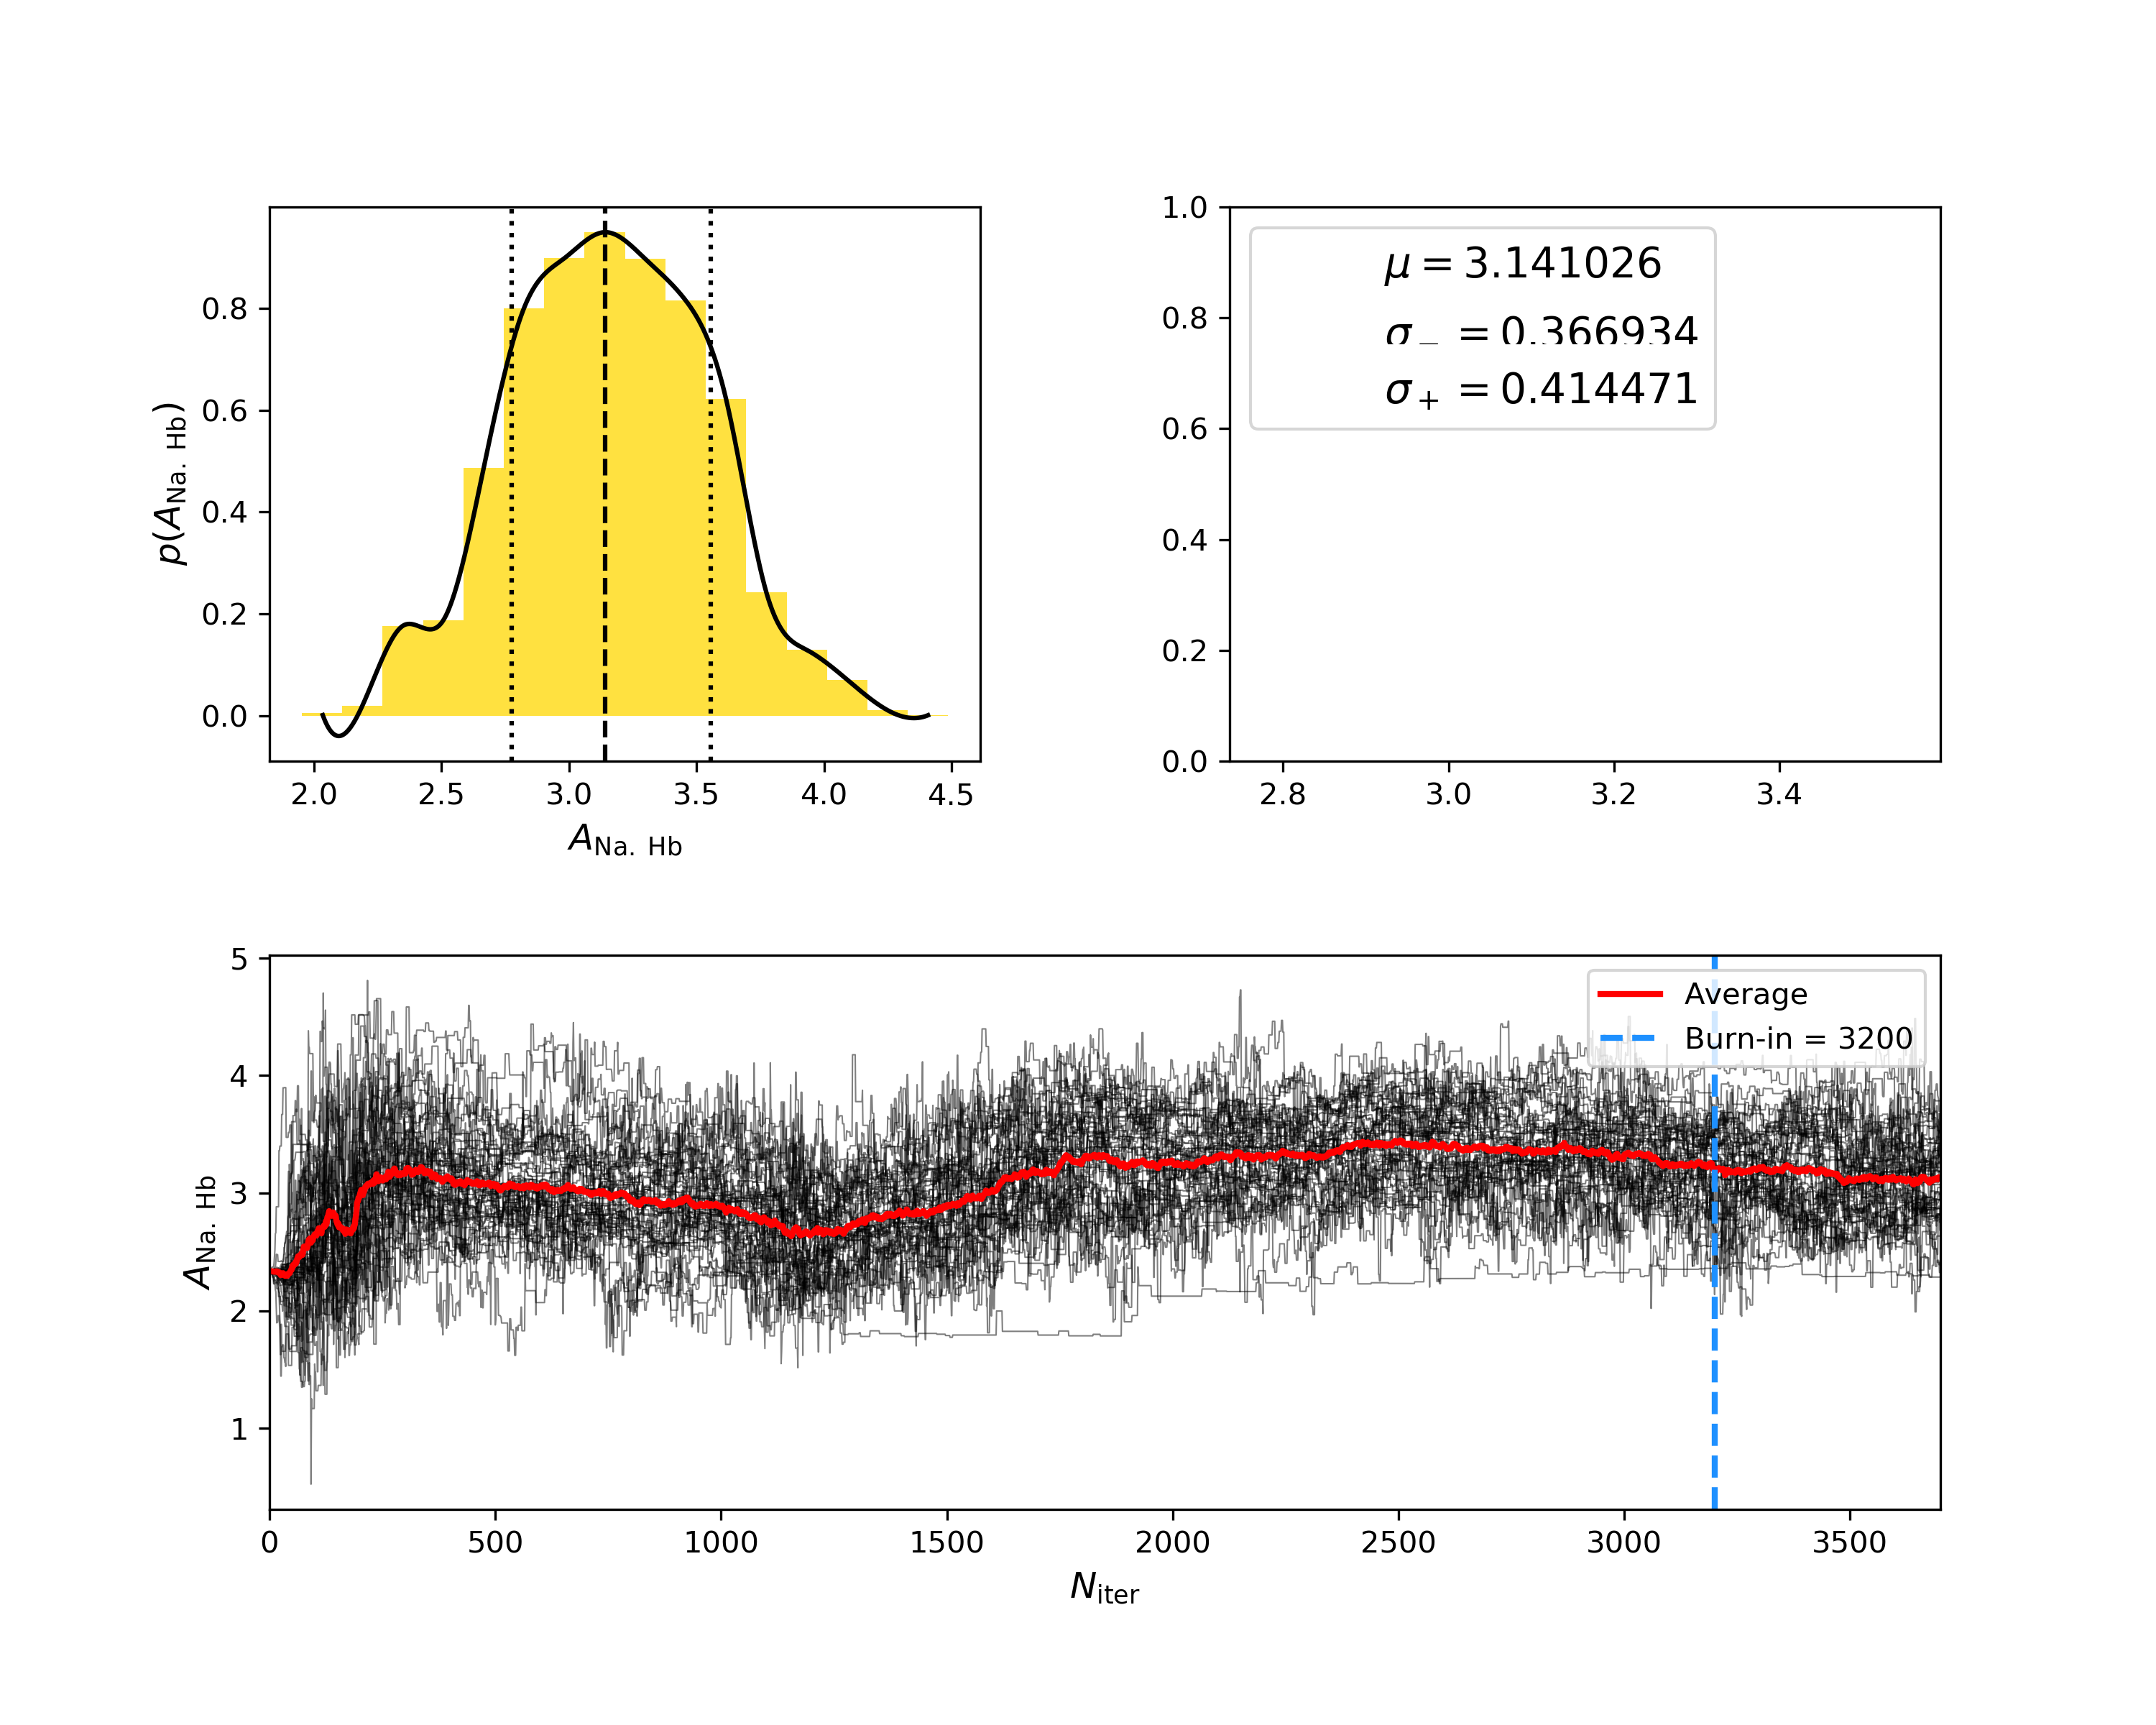 0.8
0.6
0.4
0.2
0.0
p(A_Na. Hb)
2.0 2.5 3.0 3.5 4.0 4.5
A_Na. Hb
1.0
0.8
0.6
0.4
0.2
0.0
μ = 3.141026
σ_- = 0.366934
σ_+ = 0.414471
2.8 3.0 3.2 3.4
5
4
3
2
1
A_Na. Hb
Average
Burn-in = 3200
0 500 1000 1500 2000 2500 3000 3500
N_iter